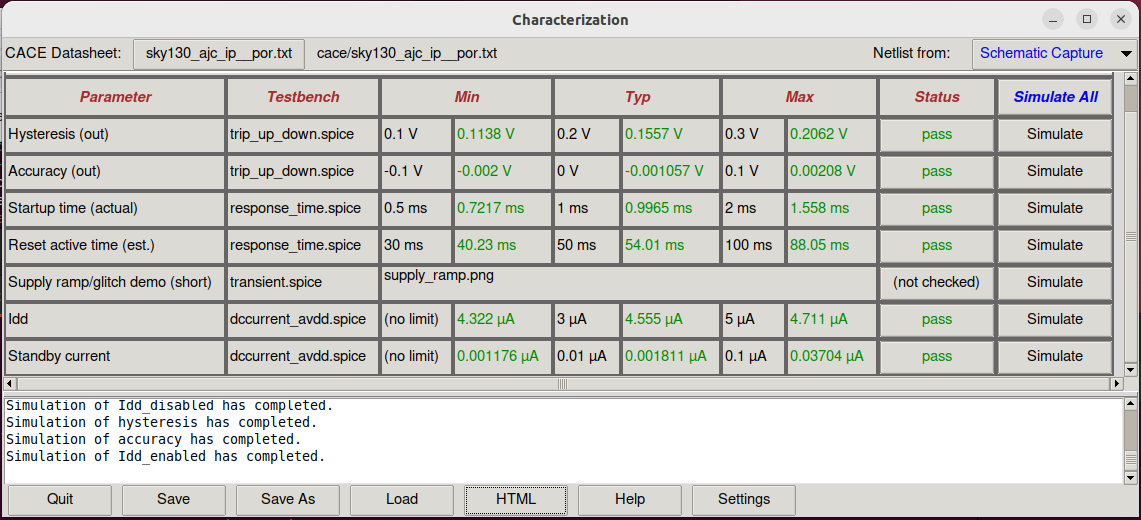 Characterization
CACE Datasheet: sky130_ajc_ip__por.txt cace/sky130_ajc_ip__por.txt Netlist from: Schematic Capture
Parameter Testbench Min Typ Max Status Simulate All
Hysteresis (out) trip_up_down.spice 0.1 V 0.1138 V 0.2 V 0.1557 V 0.3 V 0.2062 V pass Simulate
Accuracy (out) trip_up_down.spice -0.1 V -0.002 V 0 V -0.001057 V 0.1 V 0.00208 V pass Simulate
Startup time (actual) response_time.spice 0.5 ms 0.7217 ms 1 ms 0.9965 ms 2 ms 1.558 ms pass Simulate
Reset active time (est.) response_time.spice 30 ms 40.23 ms 50 ms 54.01 ms 100 ms 88.05 ms pass Simulate
Supply ramp/glitch demo (short) transient.spice supply_ramp.png (not checked) Simulate
Idd dccurrent_avdd.spice (no limit) 4.322 µA 3 µA 4.555 µA 5 µA 4.711 µA pass Simulate
Standby current dccurrent_avdd.spice (no limit) 0.001176 µA 0.01 µA 0.001811 µA 0.1 µA 0.03704 µA pass Simulate
Simulation of Idd_disabled has completed.
Simulation of hysteresis has completed.
Simulation of accuracy has completed.
Simulation of Idd_enabled has completed.
Quit Save Save As Load HTML Help Settings